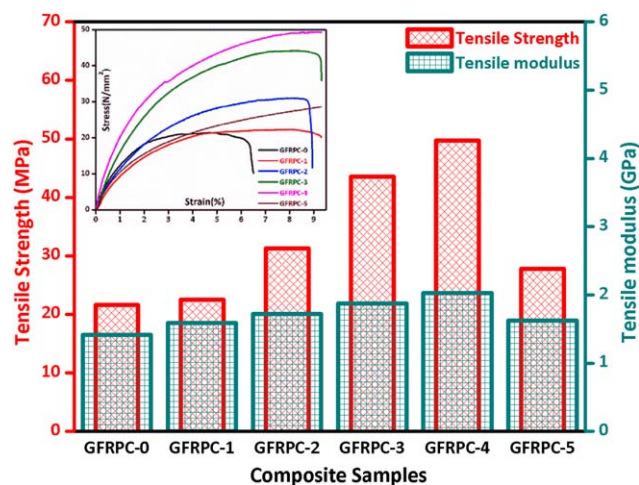 70
60
50
40
30
20
10
0
Tensile Strength (MPa)
Tensile Strength
Tensile modulus
6
5
4
3
2
1
0
Tensile modulus (GPa)
50
40
30
20
10
0
Stress(N/mm²)
GFRPC-0
GFRPC-1
GFRPC-2
GFRPC-3
GFRPC-4
GFRPC-5
0 1 2 3 4 5 6 7 8 9
Strain(%)
GFRPC-0 GFRPC-1 GFRPC-2 GFRPC-3 GFRPC-4 GFRPC-5
Composite Samples